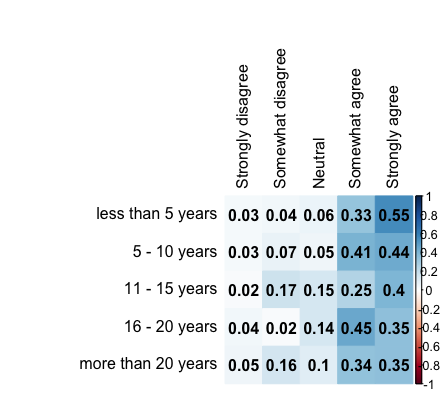 Strongly disagree
Somewhat disagree
Neutral
Somewhat agree
Strongly agree
less than 5 years 0.03 0.04 0.06 0.33 0.55
5 - 10 years 0.03 0.07 0.05 0.41 0.44
11 - 15 years 0.02 0.17 0.15 0.25 0.4
16 - 20 years 0.04 0.02 0.14 0.45 0.35
more than 20 years 0.05 0.16 0.1 0.34 0.35
1
0.8
0.6
0.4
0.2
0
-0.2
-0.4
-0.6
-0.8
-1